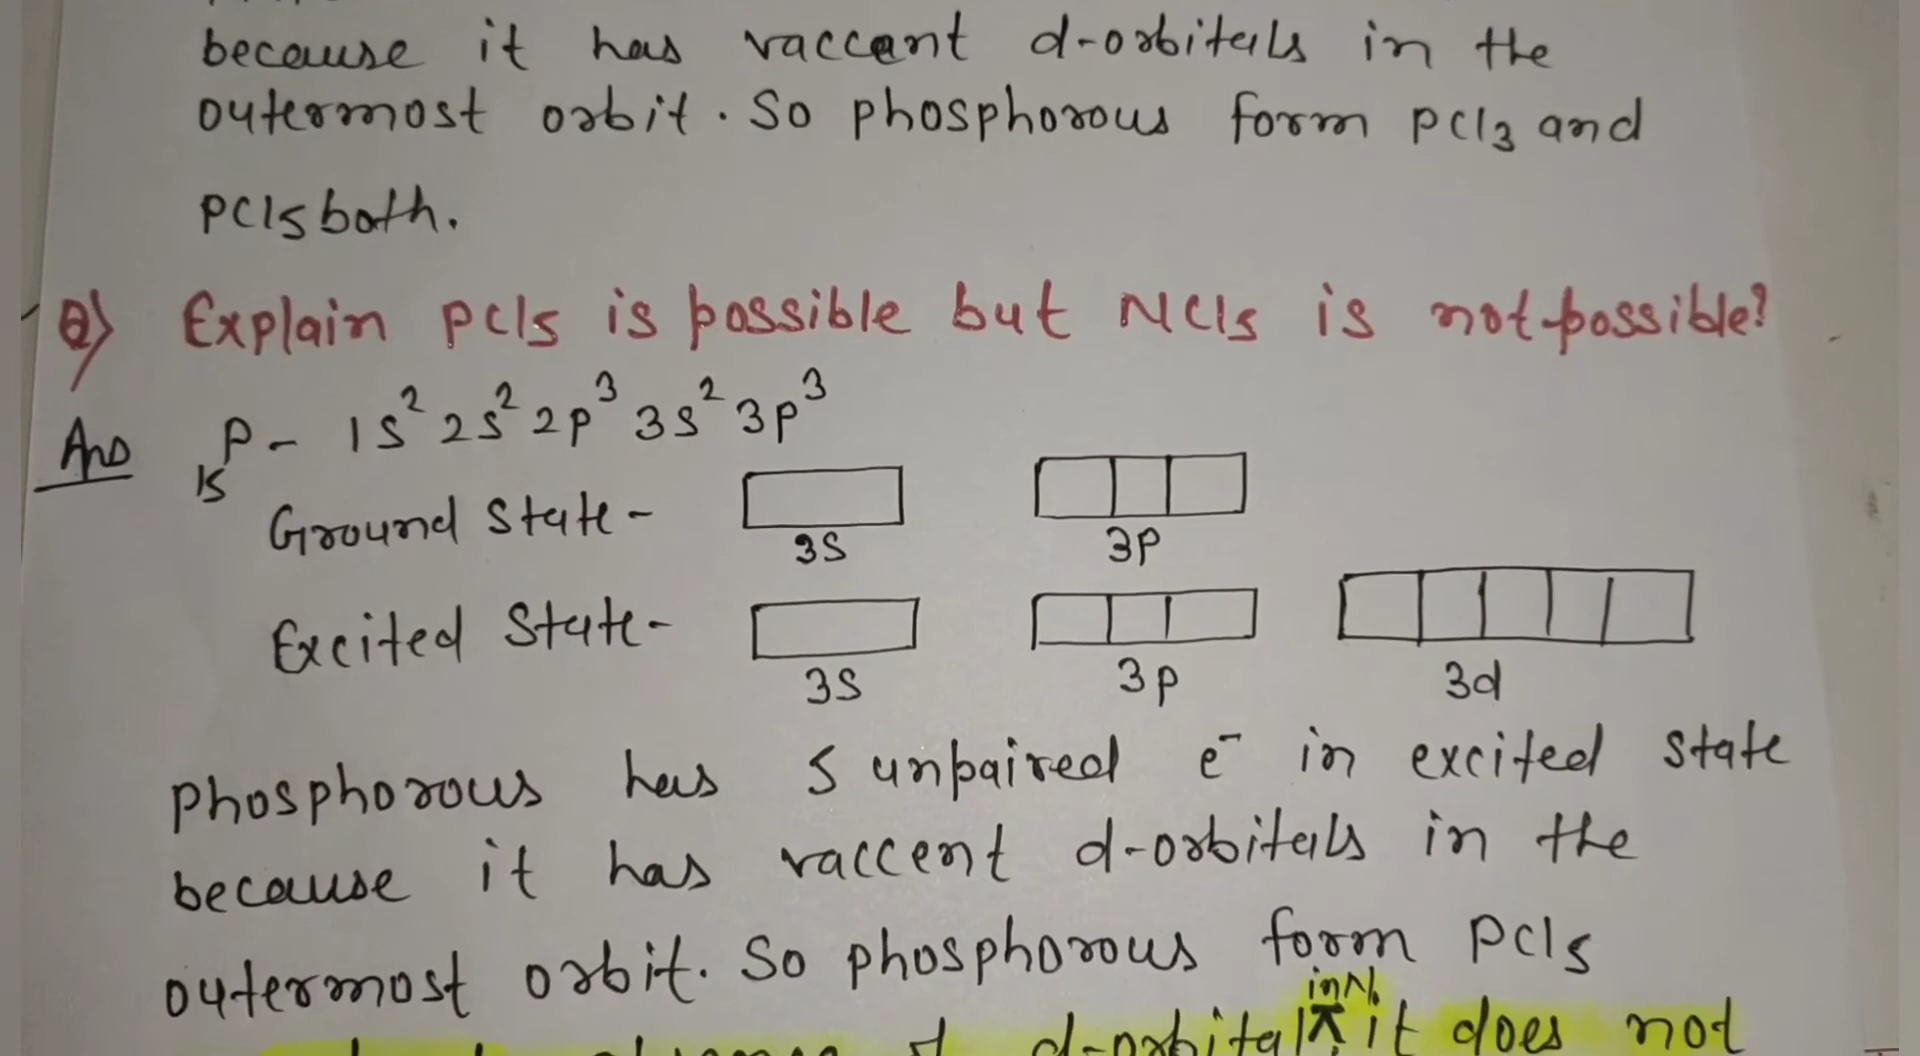 because it has vaccant d-orbitals in the
outermost orbit. So phosphorous form PCl3 and
PCl5 both.
Q) Explain PCl5 is possible but NCl5 is not possible?
Ans 15P- 1s² 2s² 2p³ 3s² 3p³
Ground State-
3s 3p
Excited State-
3s 3p 3d
phosphorous has 5 unpaired e⁻ in excited state
because it has vaccent d-orbitals in the
outermost orbit. So phosphorous form PCl5
in N
d-orbital it does not